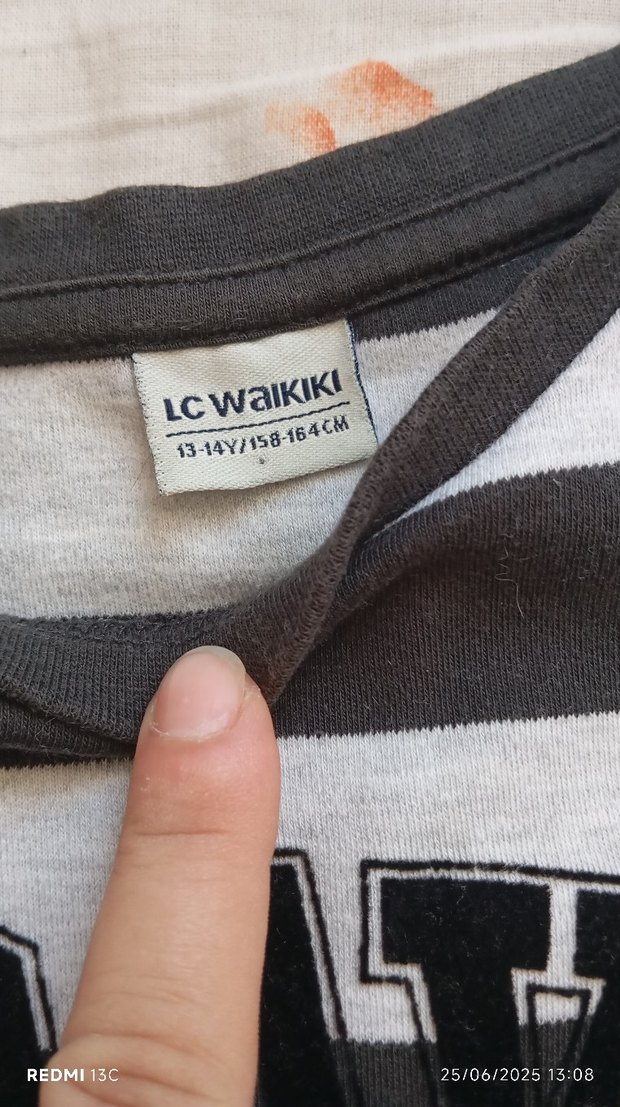 LC WAIKIKI
13-14Y/158-164CM
REDMI 13C
25/06/2025 13:08